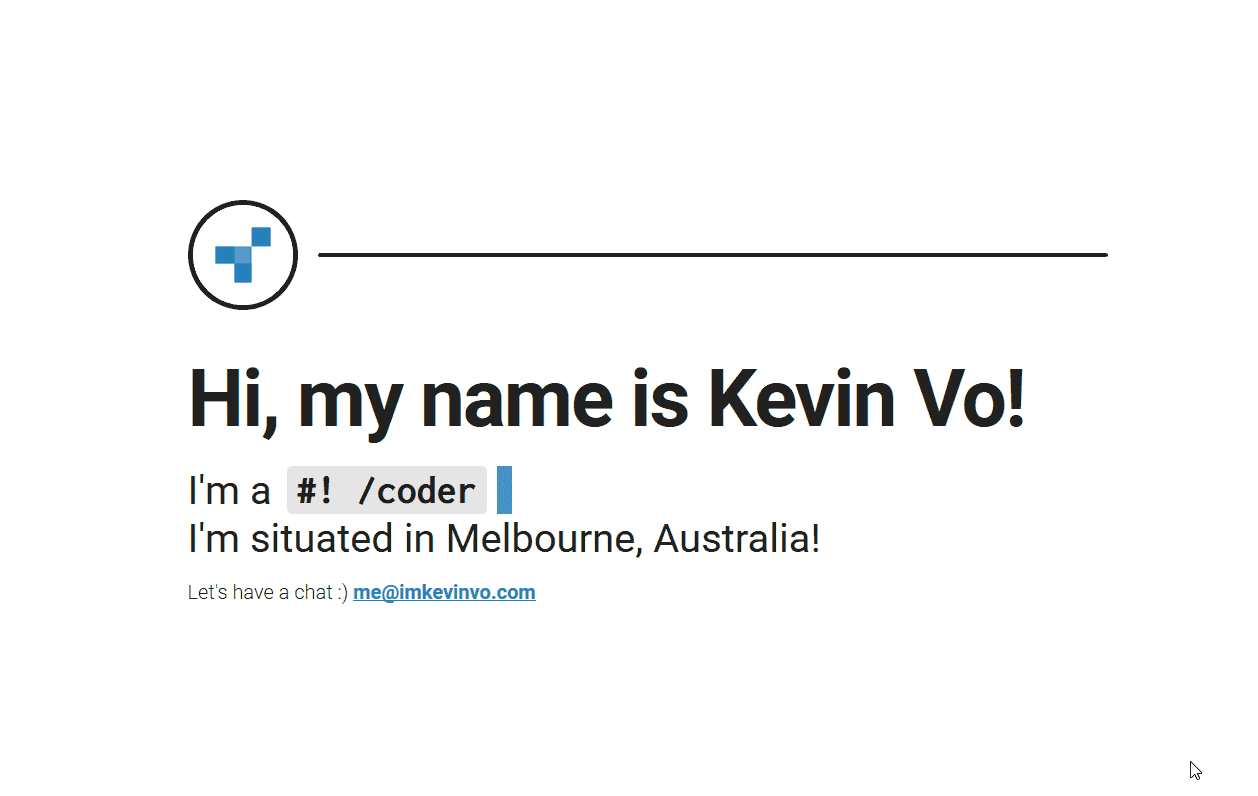 Hi, my name is Kevin Vo!
I'm a #! /coder
I'm situated in Melbourne, Australia!
Let's have a chat :) me@imkevinvo.com